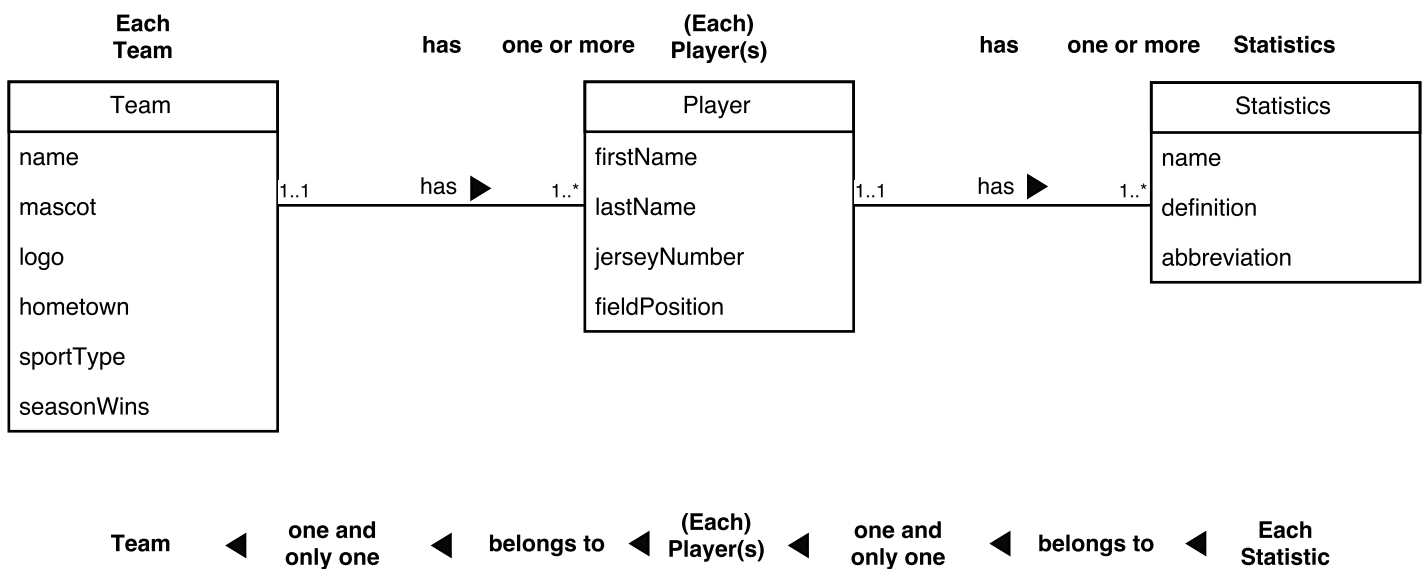 Each
Team
has one or more
(Each)
Player(s)
has one or more Statistics
Team
name
mascot
logo
hometown
sportType
seasonWins
1..1 has 1..*
Player
firstName
lastName
jerseyNumber
fieldPosition
1..1 has 1..*
Statistics
name
definition
abbreviation
Team
one and
only one
belongs to
(Each)
Player(s)
one and
only one
belongs to
Each
Statistic